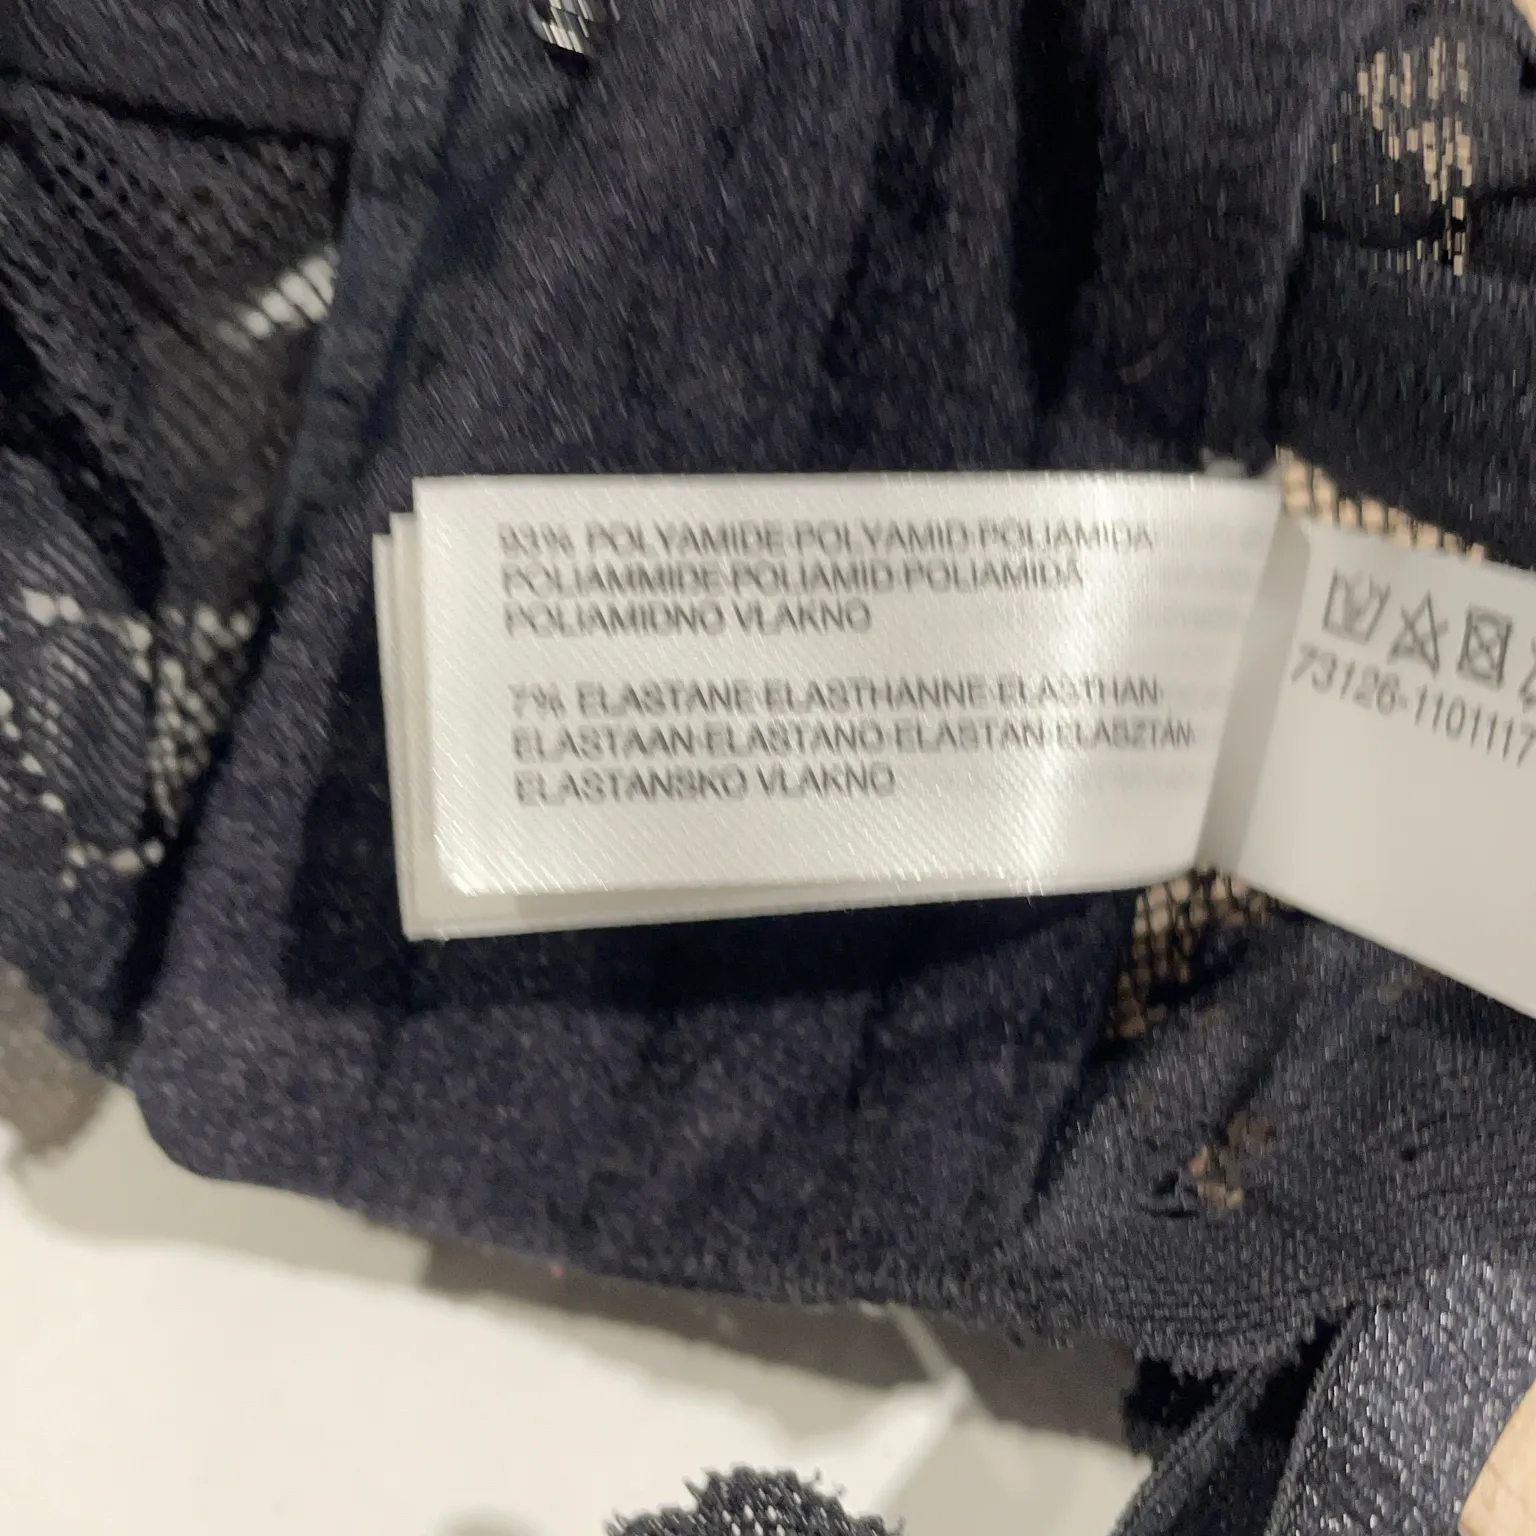 93% POLYAMIDE·POLYAMID·POLIAMIDA
POLIAMMIDE·POLIAMID·POLIAMIDĂ
POLIAMIDNO VLAKNO
7% ELASTANE·ELASTHANNE·ELASTHAN·
ELASTAAN·ELASTANO·ELASTAN·ELASZTÁN·
ELASTANSKO VLAKNO
73126-1101117